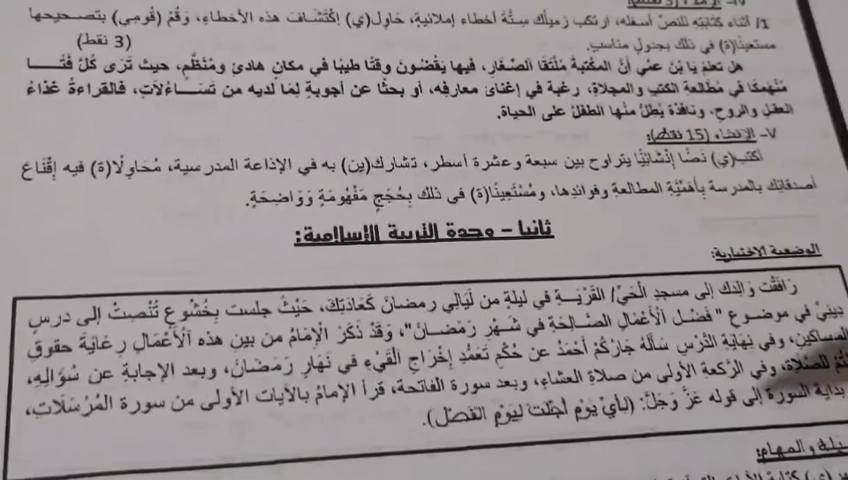 1/ أثناء كتابته للنص أسفله، ارتكب زميلك ستة أخطاء إملائية، حاول(ي) اكتشاف هذه الأخطاء، وقم (قومي) بتصحيحها
مستعينا(ة) في ذلك بجدول مناسب. (3 نقط)
هل تعلم يا بن عمي أن المكتبة ملتقا الصغار، فيها يقضون وقتا طيبا في مكان هادئ ومنظم، حيث ترى كل فتا
منهمكا في مطالعة الكتب والمجلاة، رغبة في إغناء معارفه، أو بحثا عن أجوبة لما لديه من تساءلات، فالقراءة غذاء
العقل والروح، ونافذة يطل منها الطفل على الحياة.
V- الإنشاء (15 نقطة):
أكتب(ي) نصا إنشائيا يتراوح بين سبعة وعشرة أسطر، تشارك(ين) به في الإذاعة المدرسية، محاولا(ة) فيه إقناع
أصدقائك بالمدرسة بأهمية المطالعة وفوائدها، ومستعينا(ة) في ذلك بحجج مفهومة وواضحة.
ثانيا - وحدة التربية الإسلامية:
الوضعية الاختبارية:
رافقت والدك إلى مسجد الحي/ القرية في ليلة من ليالي رمضان كعادتك، حيث جلست بخشوع تنصت إلى درس
ديني في موضوع "فضل الأعمال الصالحة في شهر رمضان"، وقد ذكر الإمام من بين هذه الأعمال رعاية حقوق
المساكين، وفي نهاية الدرس سأله جاركم أحمد عن حكم تعمد إخراج القيء في نهار رمضان، وبعد الإجابة عن سؤاله،
للصلاة، وفي الركعة الأولى من صلاة العشاء، وبعد سورة الفاتحة، قرأ الإمام بالآيات الأولى من سورة المرسلات،
بداية السورة إلى قوله عز وجل: (لأي يوم أجلت ليوم الفصل).
والمهام: